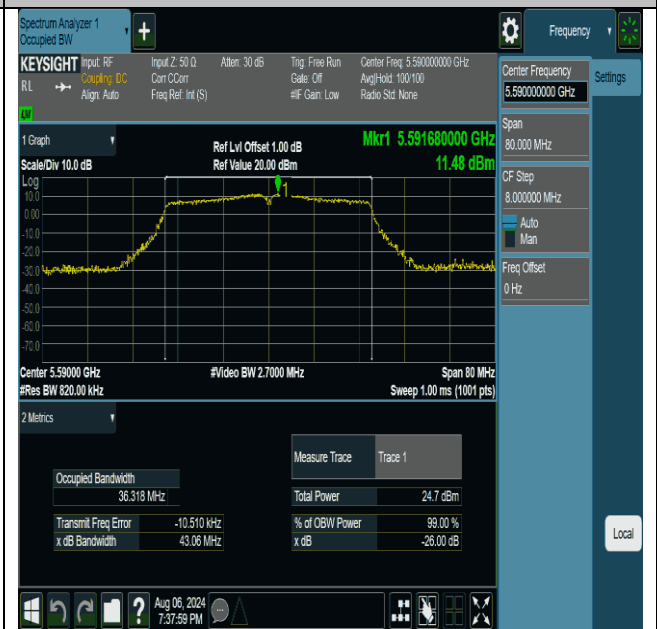 Spectrum Analyzer 1
Occupied BW
Frequency
KEYSIGHT
RL
Input: RF
Coupling: DC
Align: Auto
Input Z: 50 Ω
Corr CCorr
Freq Ref: Int (S)
Atten: 30 dB
Trig: Free Run
Gate: Off
#IF Gain: Low
Center Freq: 5.590000000 GHz
Avg|Hold: 100/100
Radio Std: None
1 Graph
Scale/Div 10.0 dB
Ref Lvl Offset 1.00 dB
Ref Value 20.00 dBm
Mkr1 5.591680000 GHz
11.48 dBm
Log
10.0
0.00
-10.0
-20.0
-30.0
-40.0
-50.0
-60.0
-70.0
1
Center 5.59000 GHz
#Res BW 820.00 kHz
#Video BW 2.7000 MHz
Span 80 MHz
Sweep 1.00 ms (1001 pts)
2 Metrics
Occupied Bandwidth
36.318 MHz
Transmit Freq Error -10.510 kHz
x dB Bandwidth 43.06 MHz
Measure Trace Trace 1
Total Power 24.7 dBm
% of OBW Power 99.00 %
x dB -26.00 dB
Center Frequency
5.590000000 GHz
Settings
Span
80.000 MHz
CF Step
8.000000 MHz
Auto
Man
Freq Offset
0 Hz
Local
?
Aug 06, 2024
7:37:59 PM